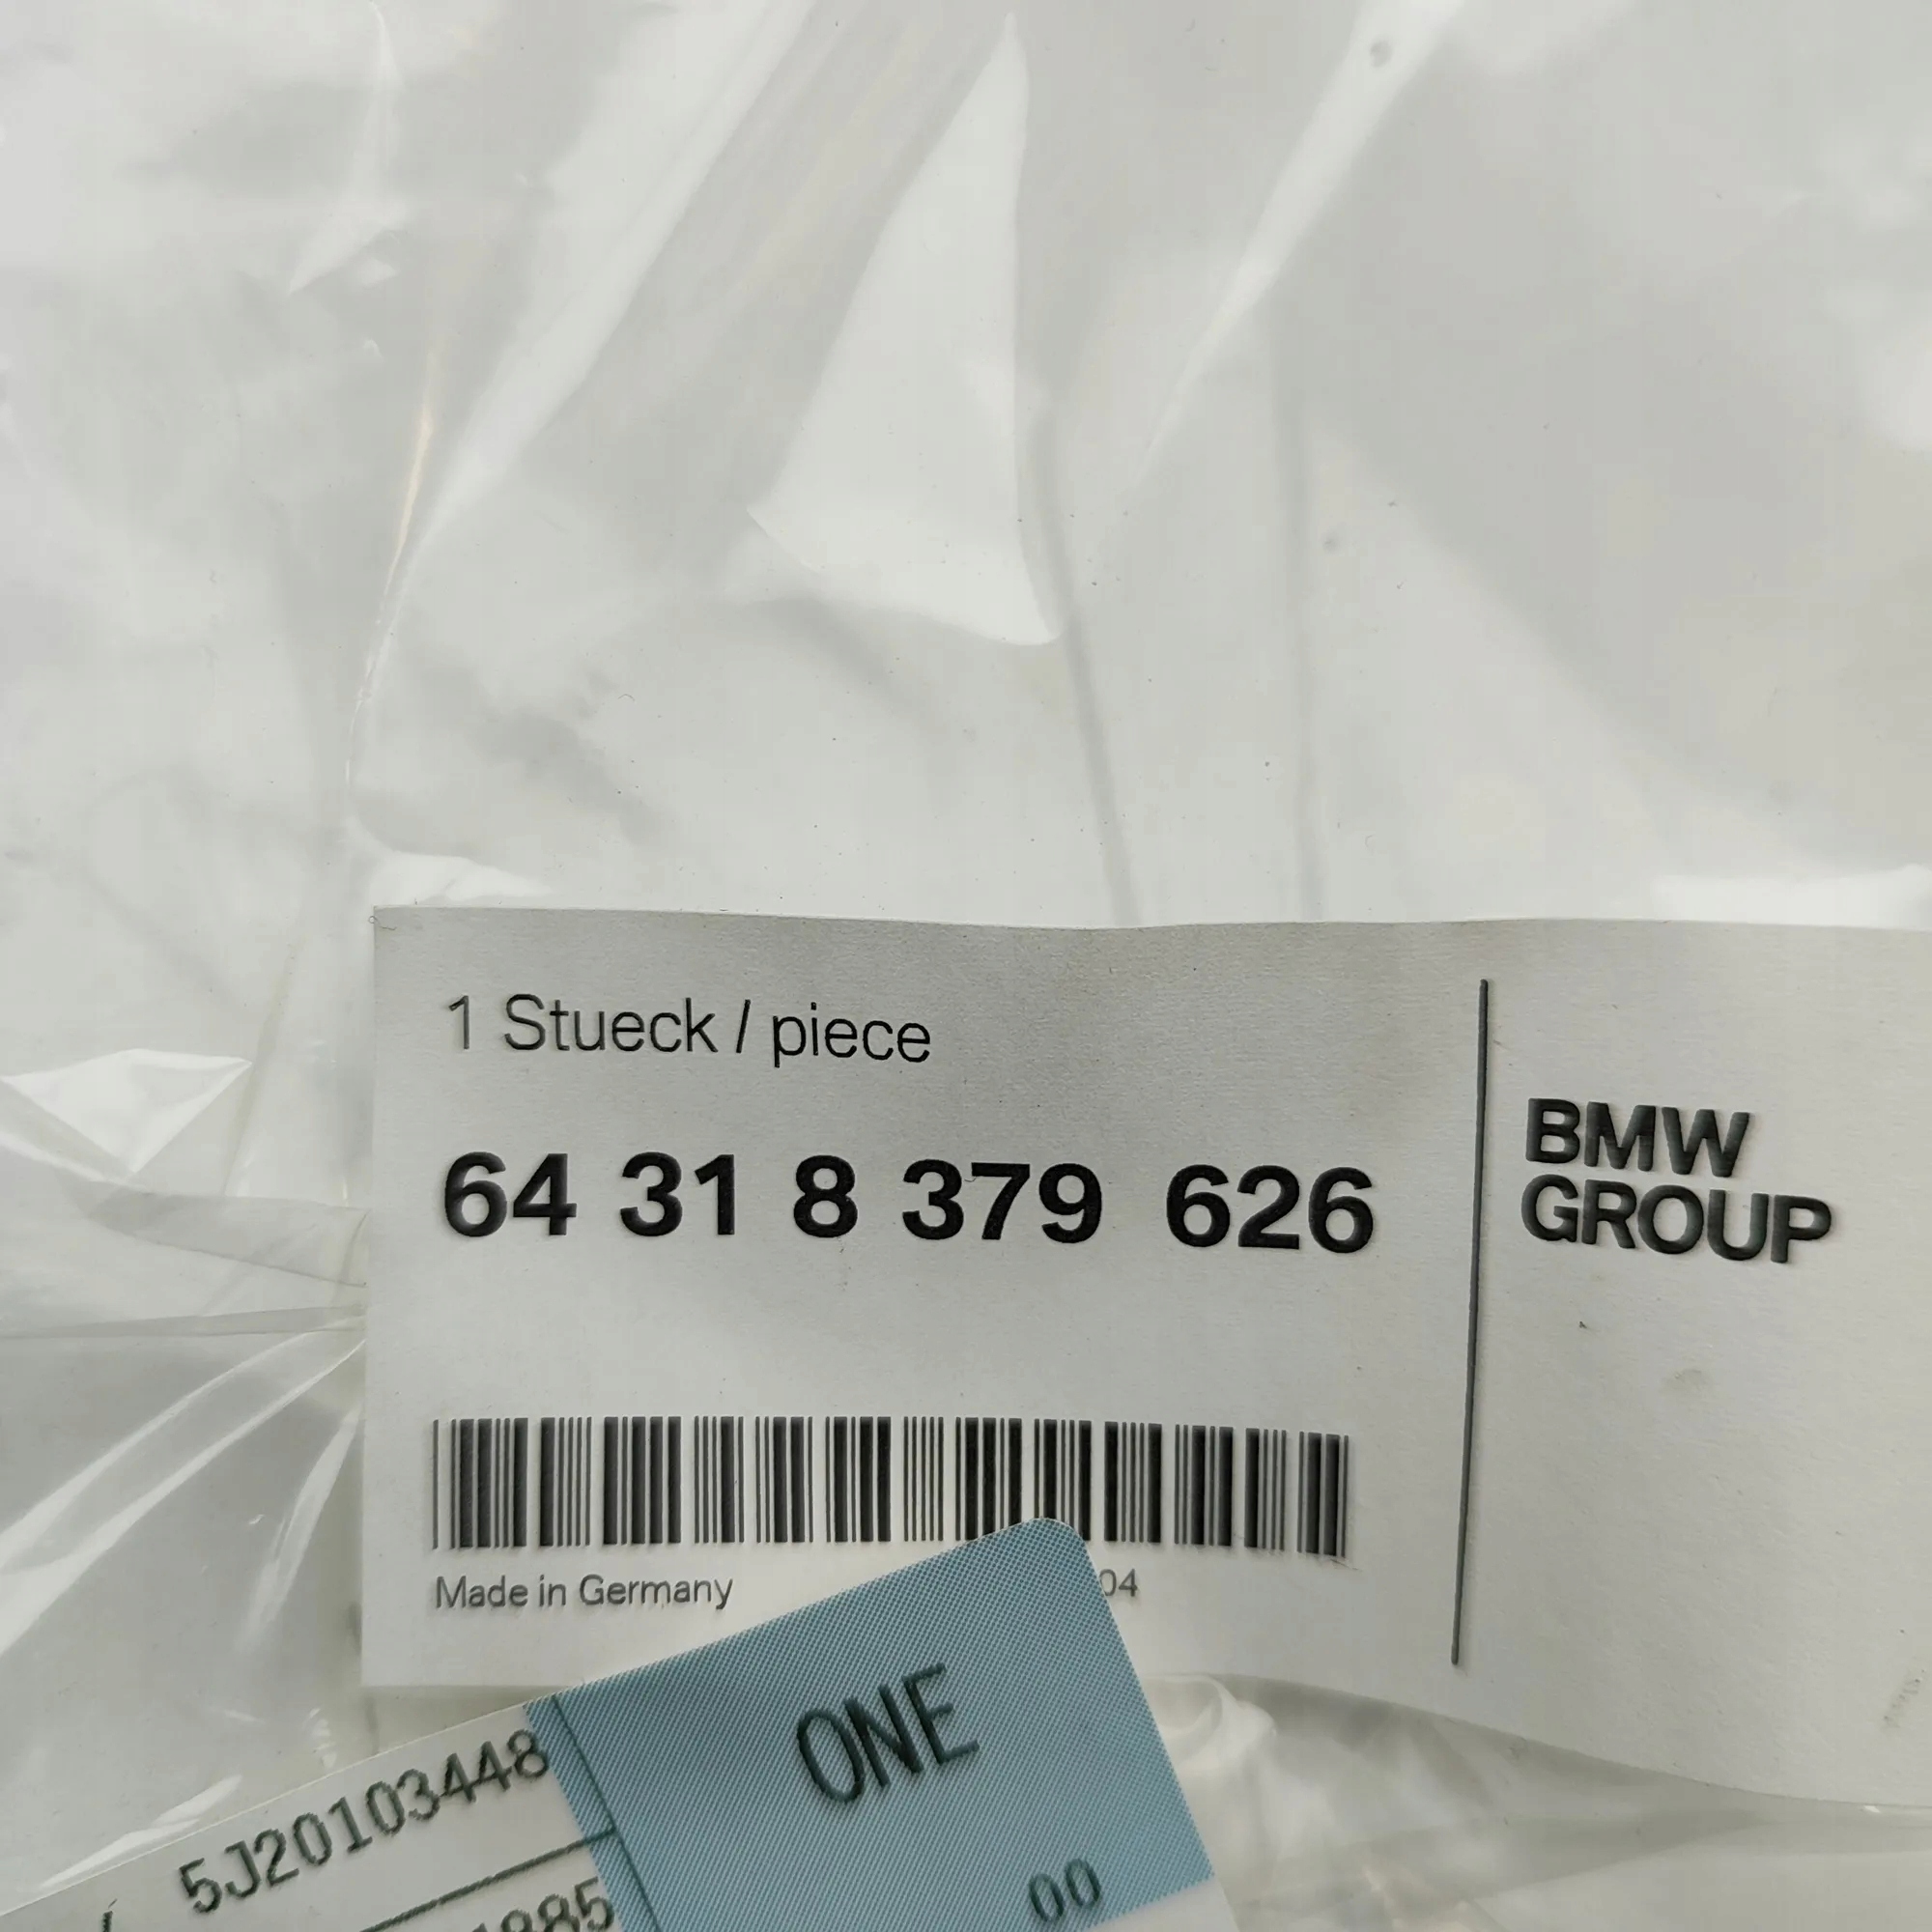 1 Stueck / piece
64 31 8 379 626
BMW
GROUP
Made in Germany
04
ONE
5J20103448
00